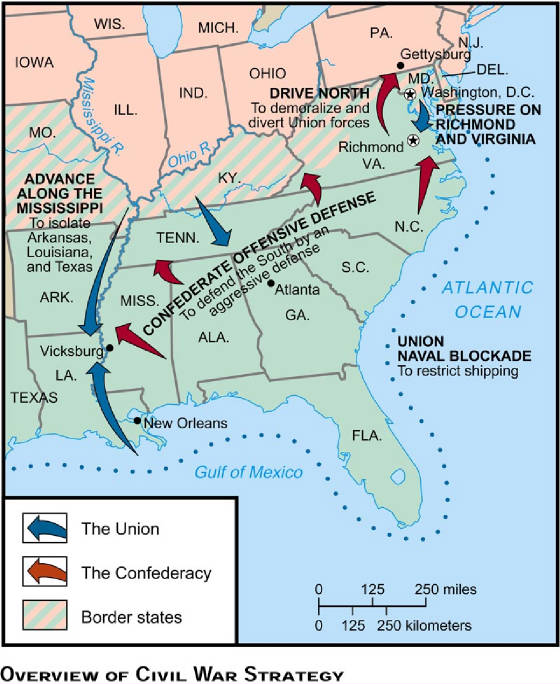 WIS.
MICH.
PA.
N.J.
Gettysburg
IOWA
OHIO
MD.
DEL.
ILL.
IND.
DRIVE NORTH
To demoralize and
divert Union forces
Washington, D.C.
PRESSURE ON
RICHMOND
AND VIRGINIA
Mississippi R.
MO.
Ohio R.
Richmond
VA.
KY.
ADVANCE
ALONG THE
MISSISSIPPI
To isolate
Arkansas,
Louisiana,
and Texas
TENN.
N.C.
CONFEDERATE OFFENSIVE DEFENSE
To defend the South by an
aggressive defense
S.C.
ARK.
MISS.
Atlanta
GA.
ALA.
ATLANTIC
OCEAN
UNION
NAVAL BLOCKADE
To restrict shipping
Vicksburg
LA.
TEXAS
New Orleans
FLA.
Gulf of Mexico
The Union
The Confederacy
Border states
0 125 250 miles
0 125 250 kilometers
OVERVIEW OF CIVIL WAR STRATEGY